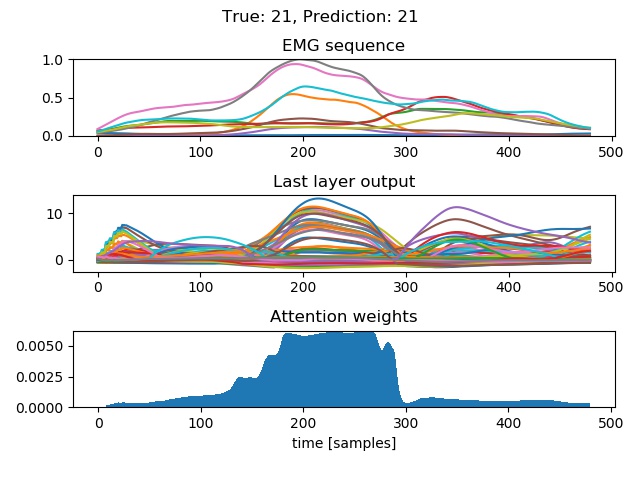 True: 21, Prediction: 21
EMG sequence
1.0
0.5
0.0
0 100 200 300 400 500
Last layer output
10
0
0 100 200 300 400 500
Attention weights
0.0050
0.0025
0.0000
0 100 200 300 400 500
time [samples]